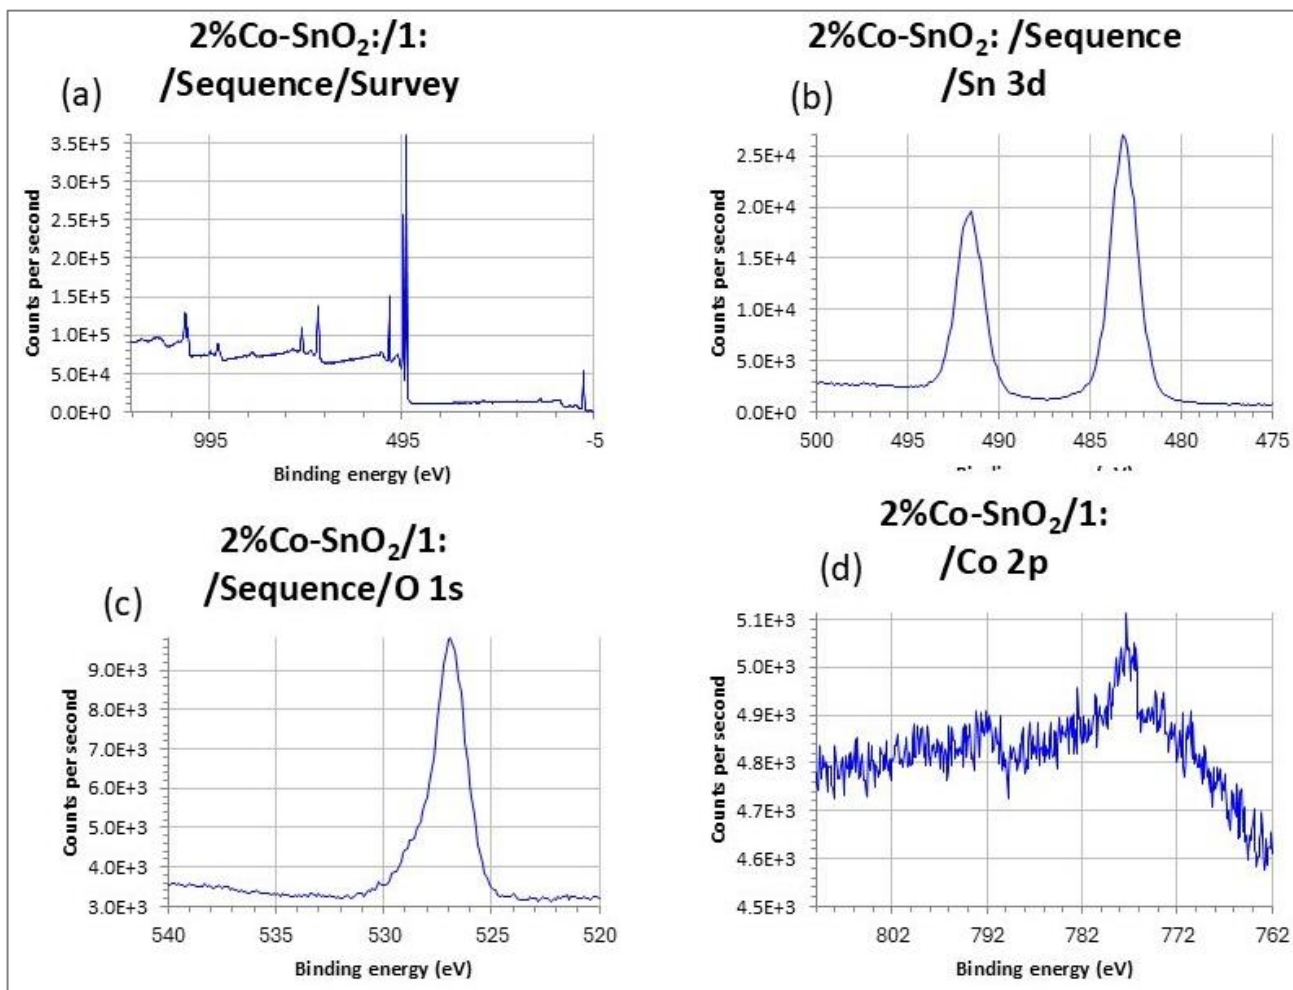 2%Co-SnO₂:/1:
/Sequence/Survey
(a)
3.5E+5
3.0E+5
2.5E+5
2.0E+5
1.5E+5
1.0E+5
5.0E+4
0.0E+0
Counts per second
995 495 -5
Binding energy (eV)
2%Co-SnO₂: /Sequence
/Sn 3d
(b)
2.5E+4
2.0E+4
1.5E+4
1.0E+4
5.0E+3
0.0E+0
Counts per second
500 495 490 485 480 475
2%Co-SnO₂/1:
/Sequence/O 1s
(c)
9.0E+3
8.0E+3
7.0E+3
6.0E+3
5.0E+3
4.0E+3
3.0E+3
Counts per second
540 535 530 525 520
Binding energy (eV)
2%Co-SnO₂/1:
/Co 2p
(d)
5.1E+3
5.0E+3
4.9E+3
4.8E+3
4.7E+3
4.6E+3
4.5E+3
Counts per second
802 792 782 772 762
Binding energy (eV)